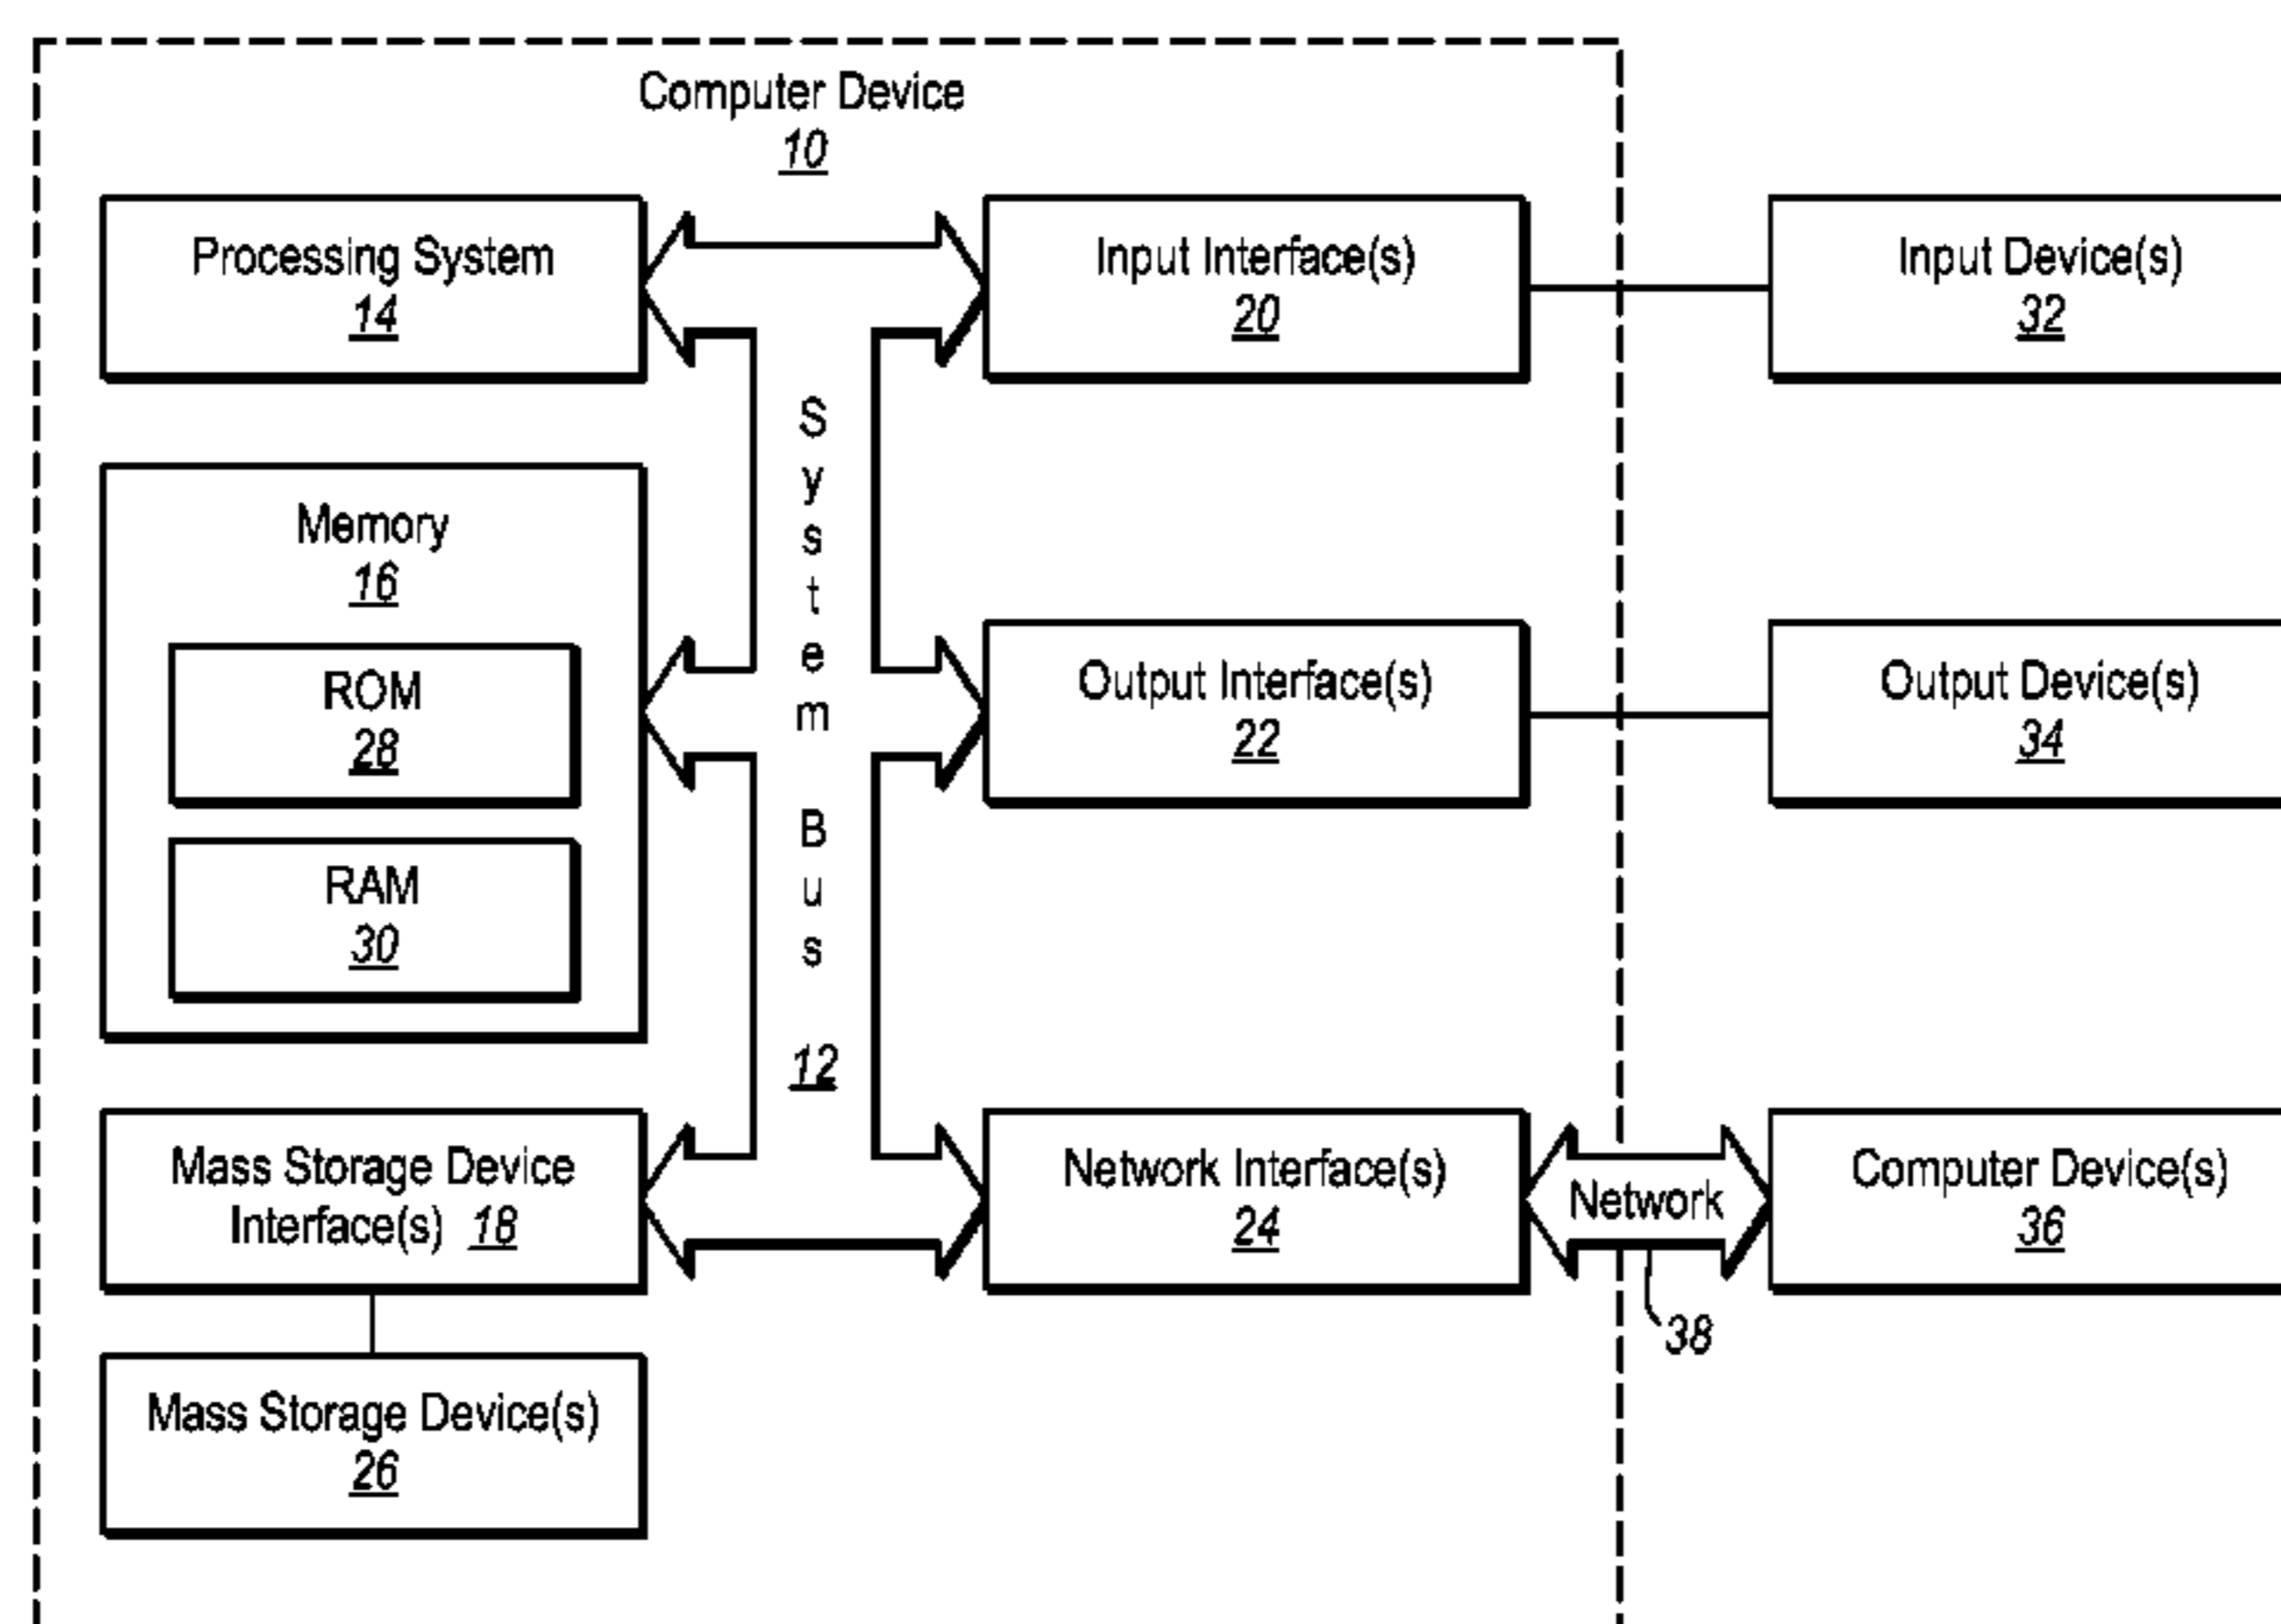 Computer Device
10
Processing System
14
Input Interface(s)
20
Input Device(s)
32
Memory
16
ROM
28
RAM
30
System Bus
12
Output Interface(s)
22
Output Device(s)
34
Mass Storage Device
Interface(s) 18
Network Interface(s)
24
Network
38
Computer Device(s)
36
Mass Storage Device(s)
26